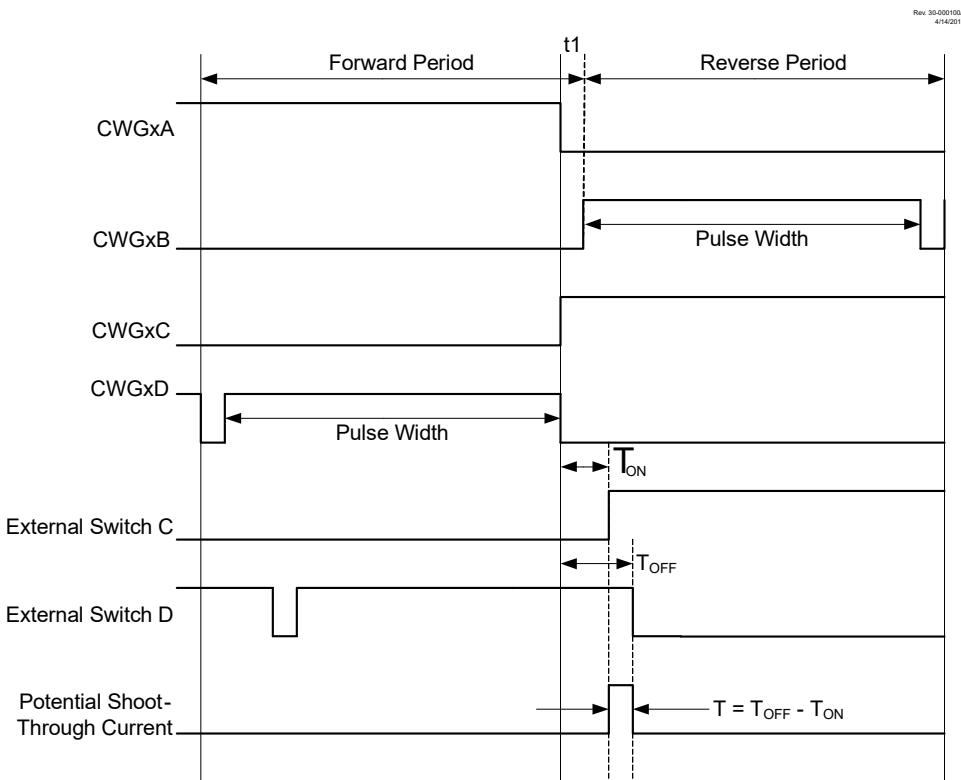 Rev. 30-000100
4/14/201
t1
Forward Period
Reverse Period
CWGxA
CWGxB
Pulse Width
CWGxC
CWGxD
Pulse Width
TON
External Switch C
TOFF
External Switch D
Potential Shoot-
Through Current
T = TOFF - TON